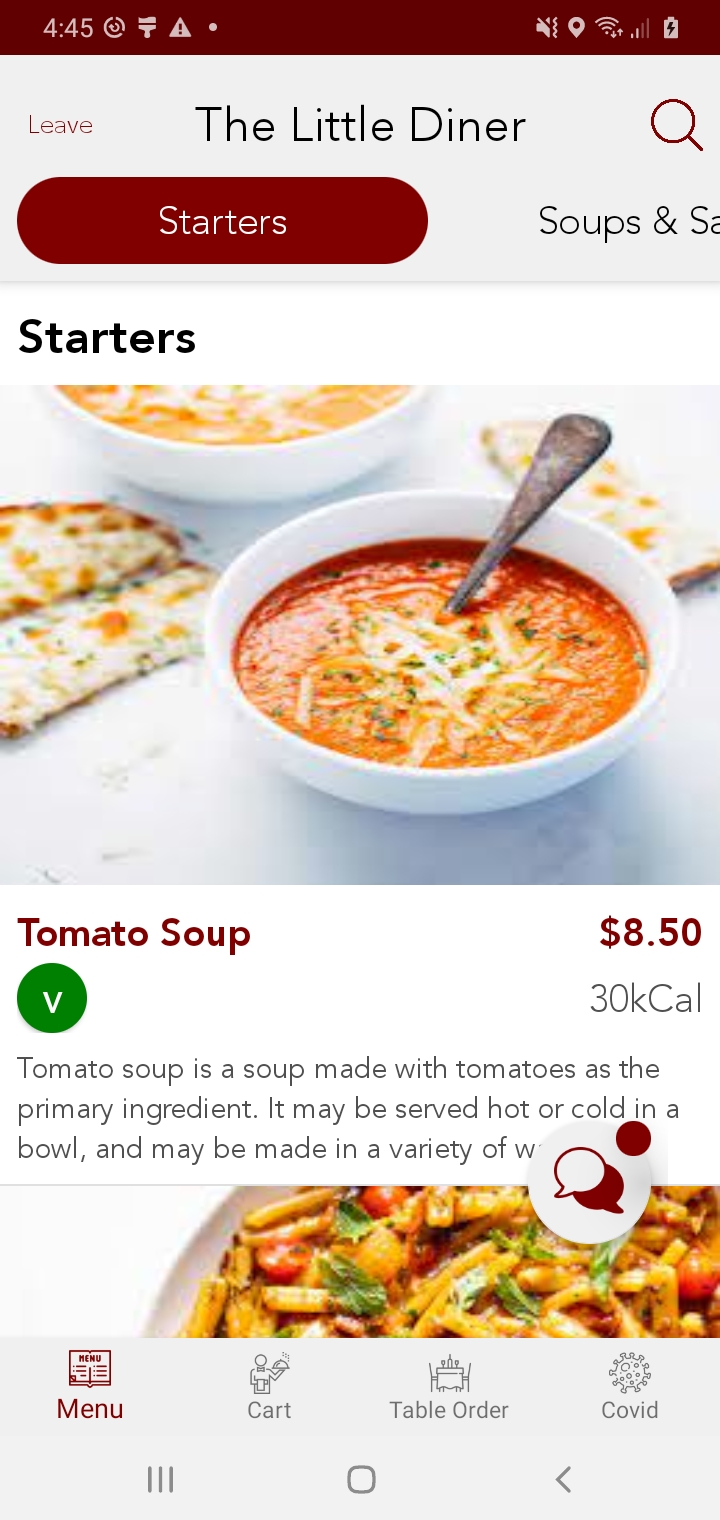 4:45
Leave
The Little Diner
Starters
Soups & Sa
Starters
Tomato Soup
$8.50
V
30kCal
Tomato soup is a soup made with tomatoes as the
primary ingredient. It may be served hot or cold in a
bowl, and may be made in a variety of
MENU
Menu
Cart
Table Order
Covid